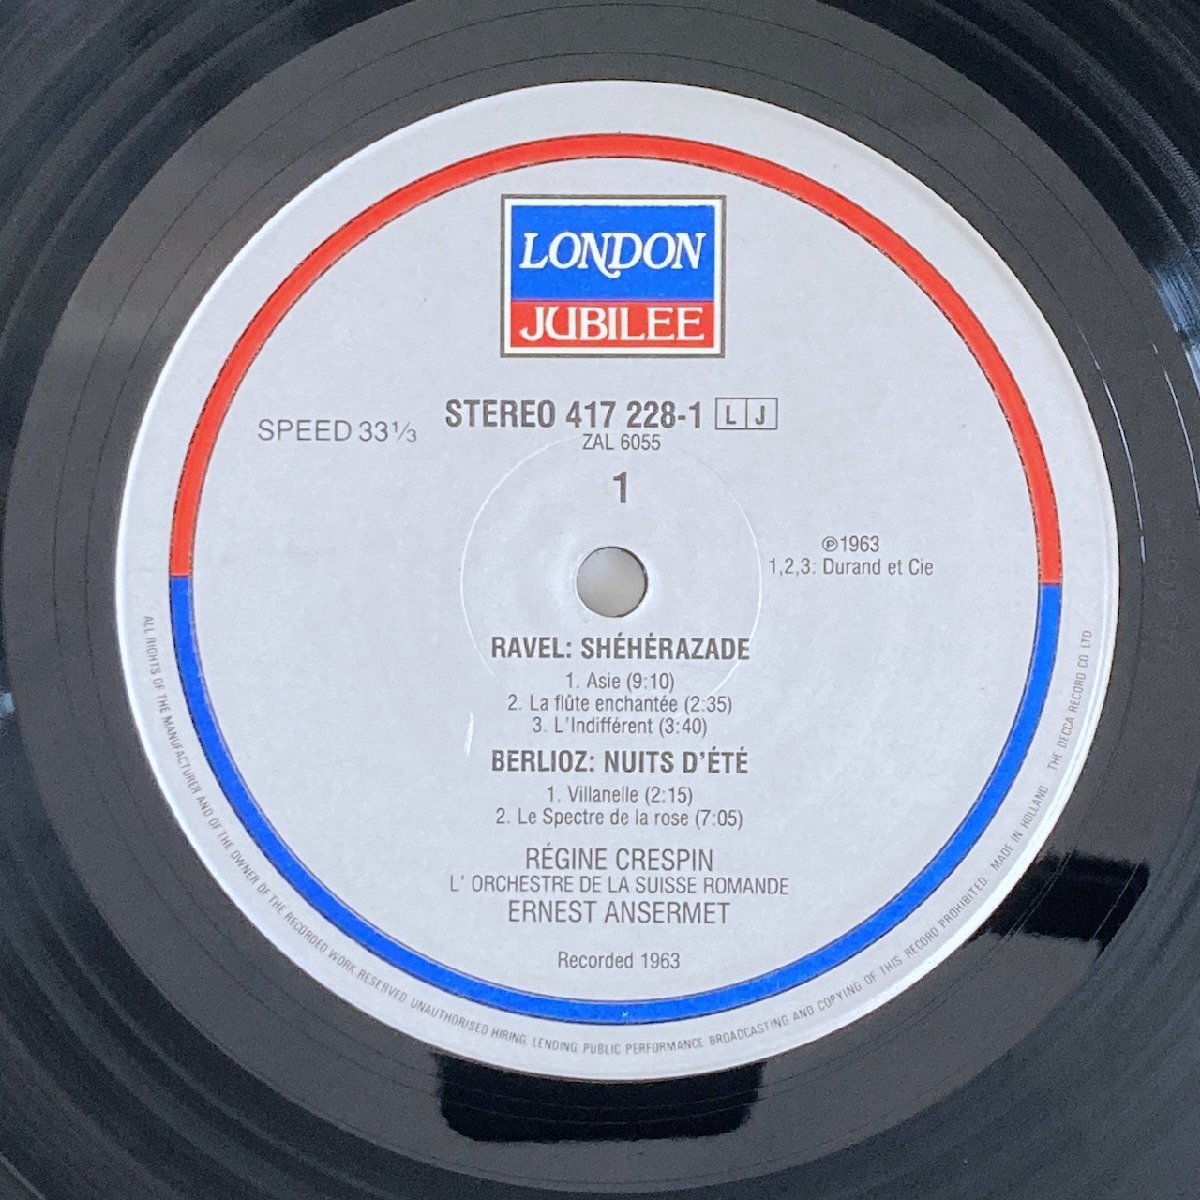 LONDON
JUBILEE
STEREO 417 228-1 LJ
SPEED 33⅓
ZAL 6055
1
℗1963
1,2,3: Durand et Cie
RAVEL: SHÉHÉRAZADE
1. Asie (9:10)
2. La flûte enchantée (2:35)
3. L'Indifférent (3:40)
BERLIOZ: NUITS D'ÉTÉ
1. Villanelle (2:15)
2. Le Spectre de la rose (7:05)
RÉGINE CRESPIN
L' ORCHESTRE DE LA SUISSE ROMANDE
ERNEST ANSERMET
Recorded 1963
ALL RIGHTS OF THE MANUFACTURER AND OF THE OWNER OF THE RECORDED WORK RESERVED. UNAUTHORISED HIRING, LENDING, PUBLIC PERFORMANCE BROADCASTING AND COPYING OF THIS RECORD PROHIBITED. MADE IN HOLLAND. THE DECCA RECORD CO LTD